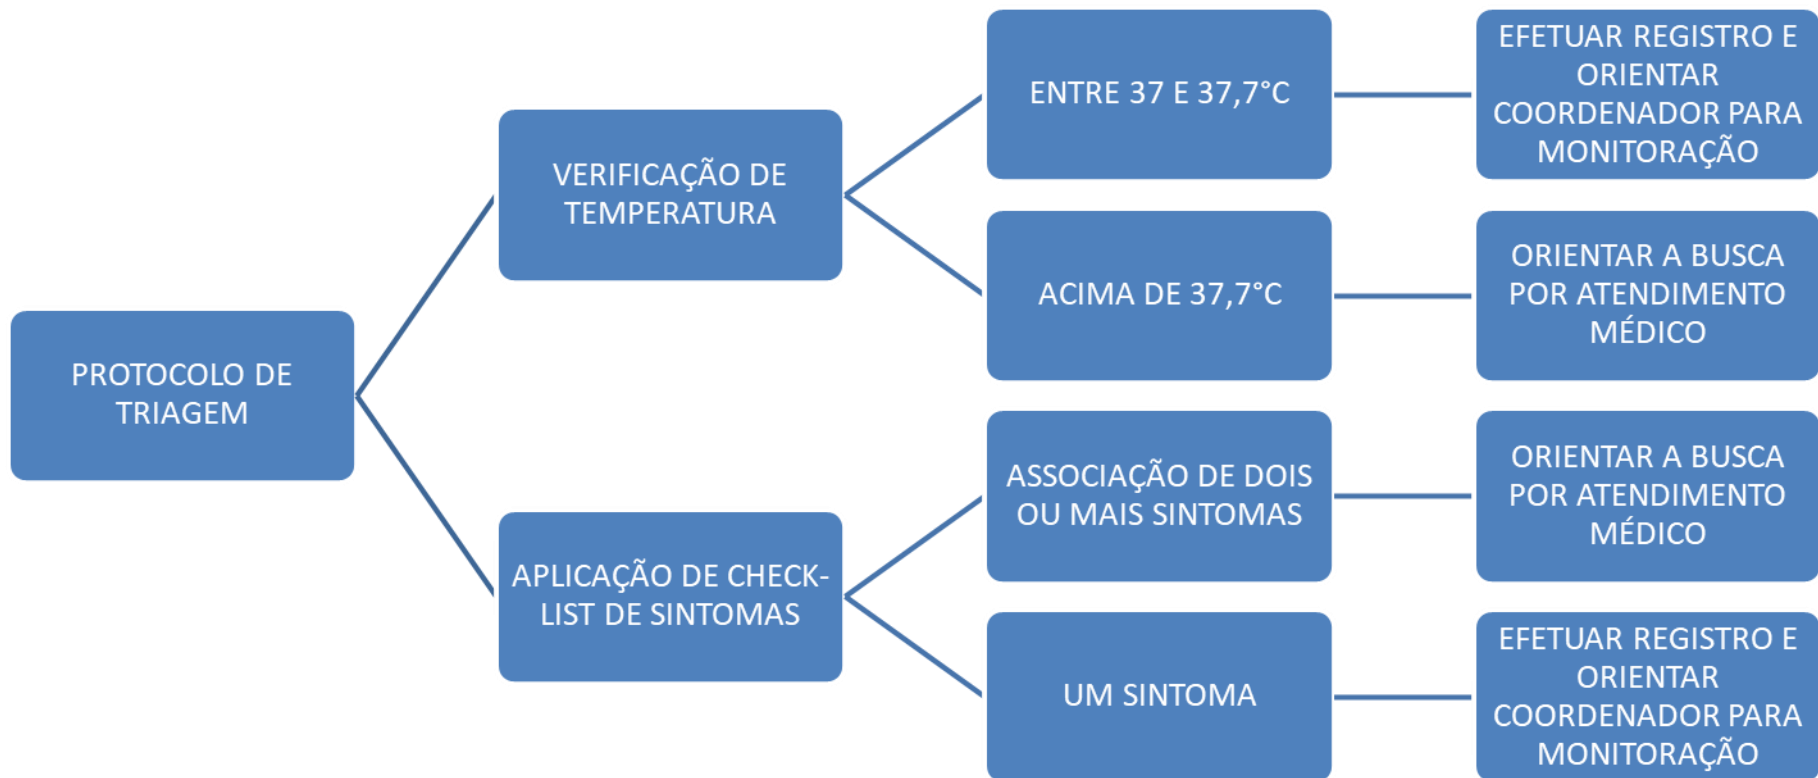 PROTOCOLO DE
TRIAGEM
VERIFICAÇÃO DE
TEMPERATURA
ENTRE 37 E 37,7°C
EFETUAR REGISTRO E
ORIENTAR
COORDENADOR PARA
MONITORAÇÃO
ACIMA DE 37,7°C
ORIENTAR A BUSCA
POR ATENDIMENTO
MÉDICO
APLICAÇÃO DE CHECK-
LIST DE SINTOMAS
ASSOCIAÇÃO DE DOIS
OU MAIS SINTOMAS
ORIENTAR A BUSCA
POR ATENDIMENTO
MÉDICO
UM SINTOMA
EFETUAR REGISTRO E
ORIENTAR
COORDENADOR PARA
MONITORAÇÃO